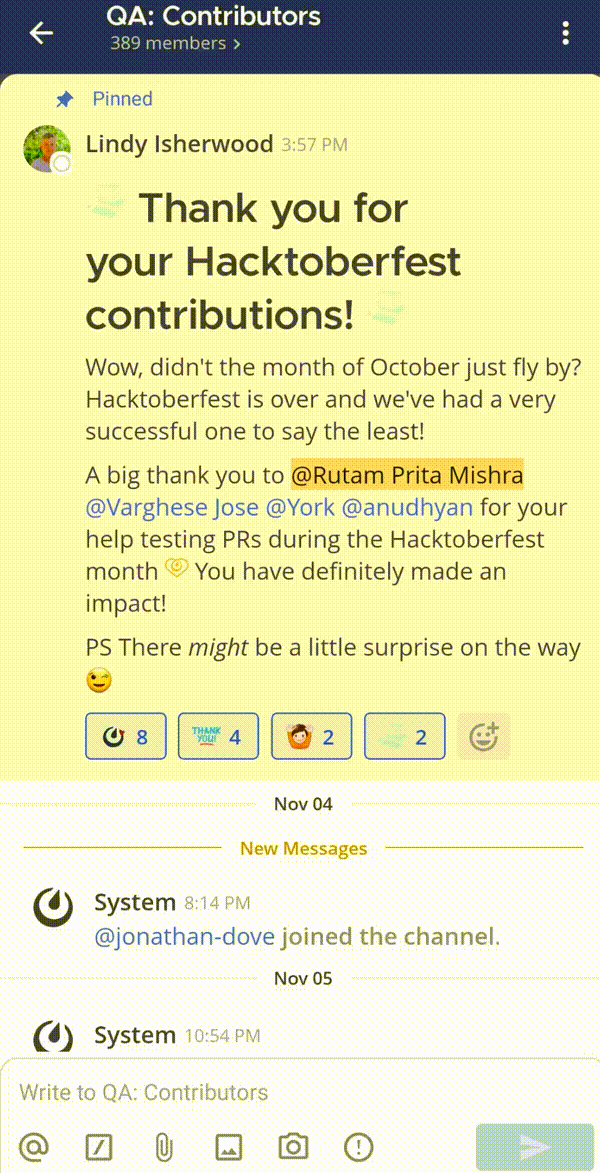 QA: Contributors
389 members >
Pinned
Lindy Isherwood 3:57 PM
Thank you for
your Hacktoberfest
contributions!
Wow, didn't the month of October just fly by?
Hacktoberfest is over and we've had a very
successful one to say the least!
A big thank you to @Rutam Prita Mishra
@Varghese Jose @York @anudhyan for your
help testing PRs during the Hacktoberfest
month You have definitely made an
impact!
PS There might be a little surprise on the way
8 THANK YOU! 4 2 2
Nov 04
New Messages
System 8:14 PM
@jonathan-dove joined the channel.
Nov 05
System 10:54 PM
Write to QA: Contributors